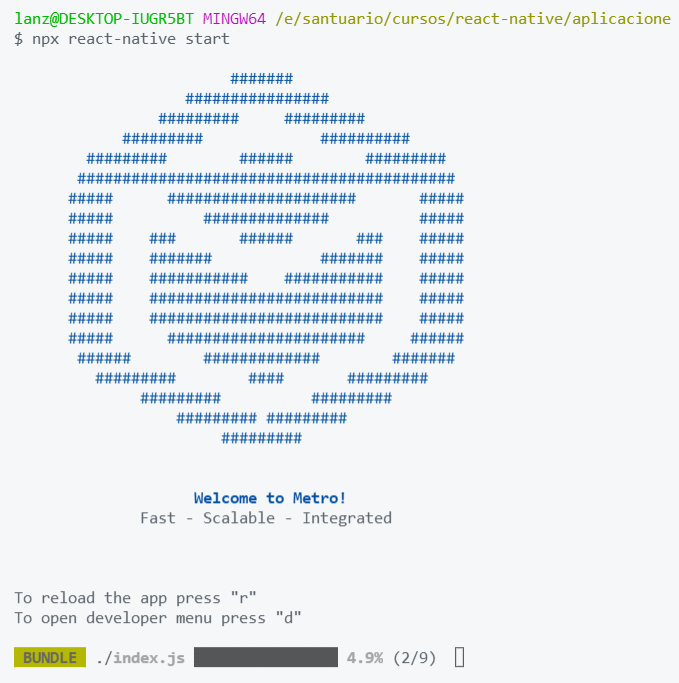 lanz@DESKTOP-IUGR5BT MINGW64 /e/santuario/cursos/react-native/aplicacione
$ npx react-native start
                        #######
                   ################
                #########     #########
            #########             ##########
        #########        ######        #########
       ##########################################
      #####      #####################       #####
      #####          ##############          #####
      #####    ###       ######       ###    #####
      #####    #######            #######    #####
      #####    ###########    ###########    #####
      #####    ##########################    #####
      #####    ##########################    #####
      #####      ######################     ######
       ######        #############        #######
         #########        ####       #########
              #########          #########
                  ######### #########
                       #########
Welcome to Metro!
Fast - Scalable - Integrated
To reload the app press "r"
To open developer menu press "d"
BUNDLE ./index.js 4.9% (2/9)